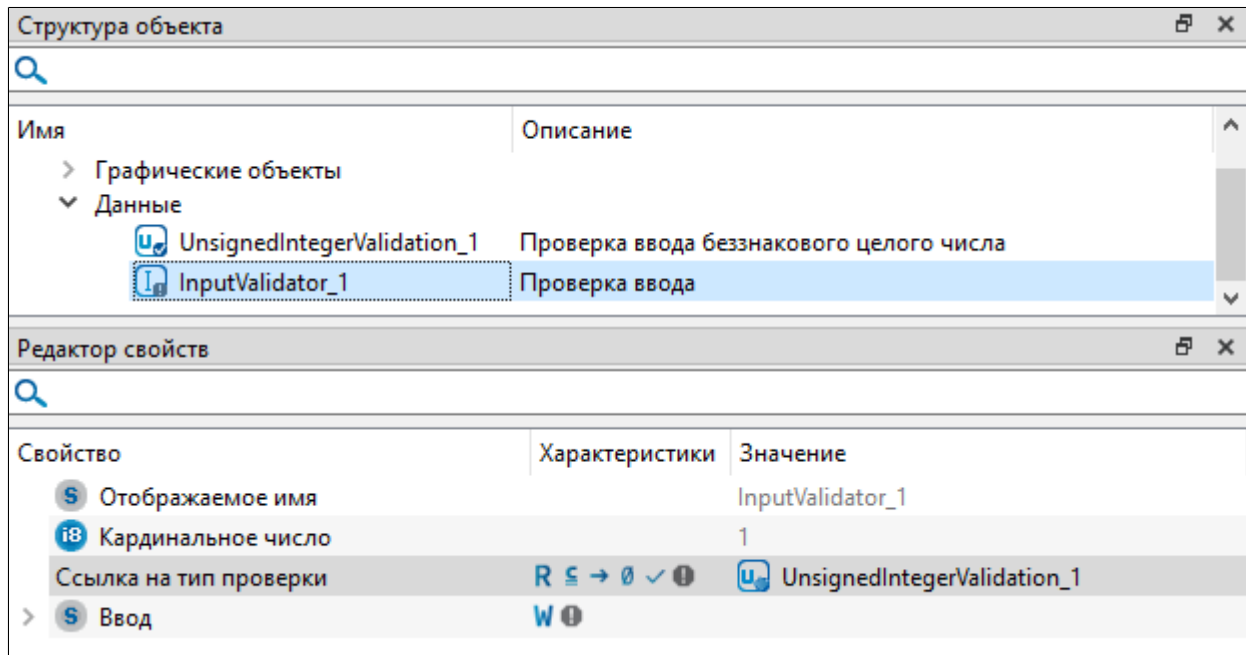 Структура объекта
Имя Описание
Графические объекты
Данные
UnsignedIntegerValidation_1 Проверка ввода беззнакового целого числа
InputValidator_1 Проверка ввода
Редактор свойств
Свойство Характеристики Значение
S Отображаемое имя InputValidator_1
i8 Кардинальное число 1
Ссылка на тип проверки R ⊆ → ∅ ✓ UnsignedIntegerValidation_1
S Ввод W